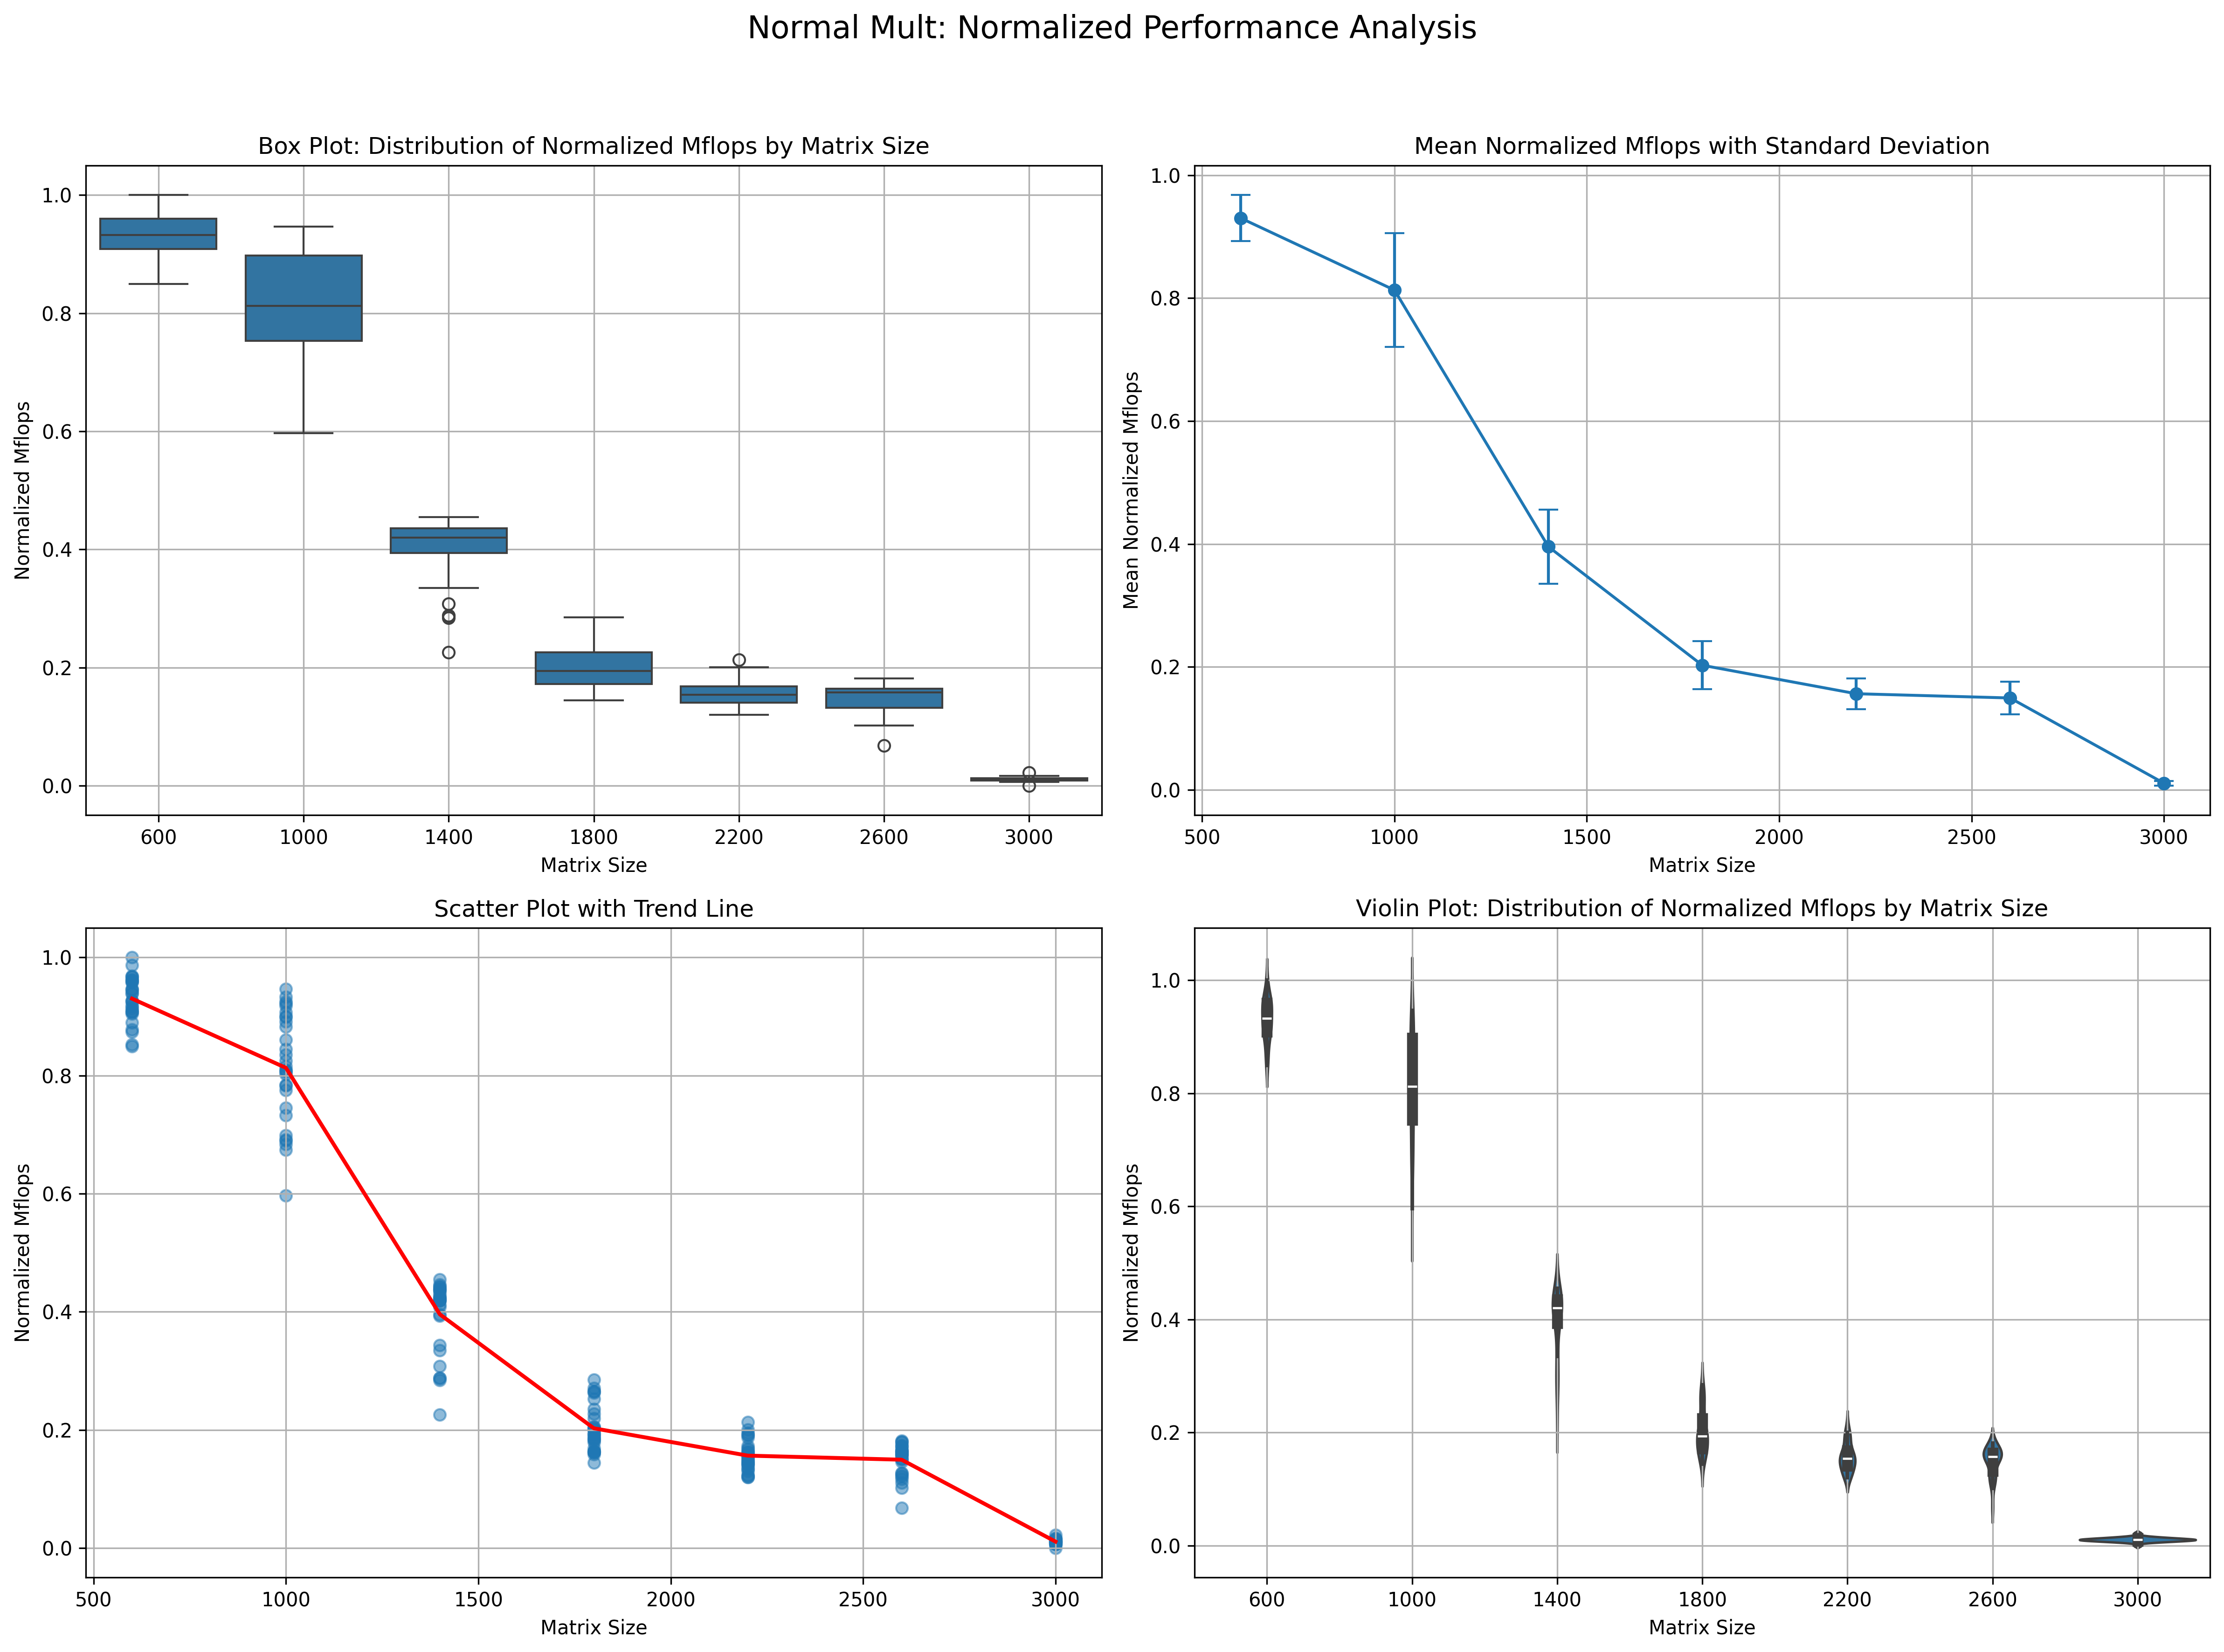 Normal Mult: Normalized Performance Analysis
Box Plot: Distribution of Normalized Mflops by Matrix Size
Normalized Mflops
1.0
0.8
0.6
0.4
0.2
0.0
600 1000 1400 1800 2200 2600 3000
Matrix Size
Mean Normalized Mflops with Standard Deviation
Mean Normalized Mflops
1.0
0.8
0.6
0.4
0.2
0.0
500 1000 1500 2000 2500 3000
Matrix Size
Scatter Plot with Trend Line
Normalized Mflops
1.0
0.8
0.6
0.4
0.2
0.0
500 1000 1500 2000 2500 3000
Matrix Size
Violin Plot: Distribution of Normalized Mflops by Matrix Size
Normalized Mflops
1.0
0.8
0.6
0.4
0.2
0.0
600 1000 1400 1800 2200 2600 3000
Matrix Size